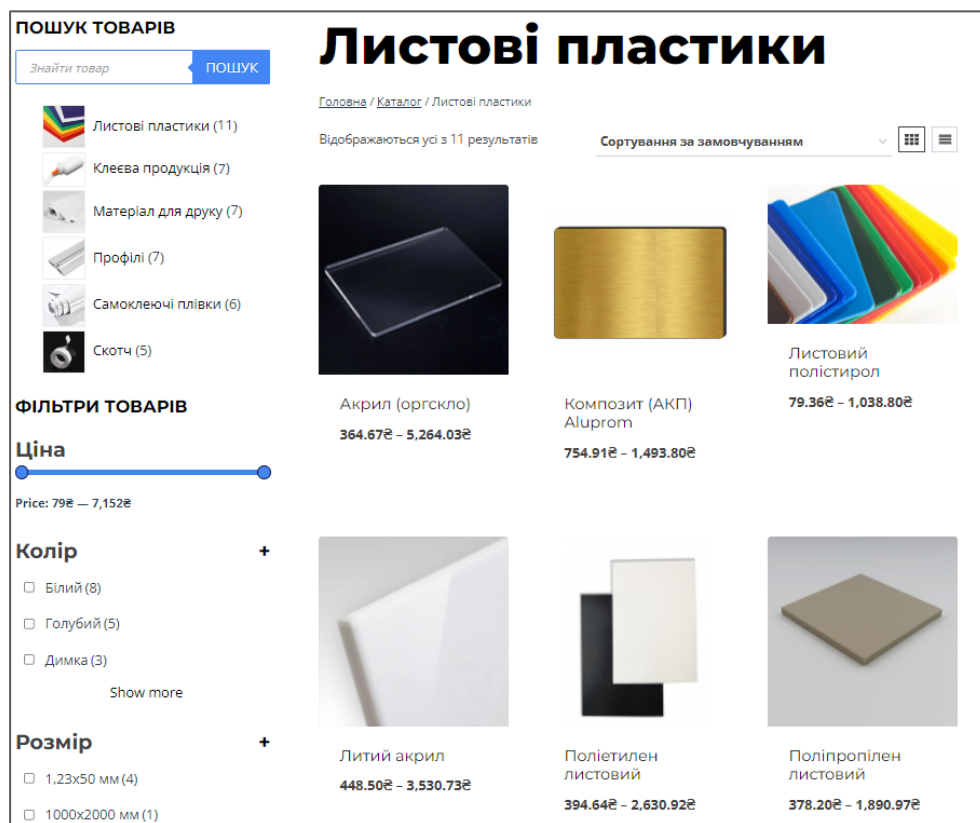 ПОШУК ТОВАРІВ
Знайти товар
ПОШУК
Листові пластики (11)
Клеєва продукція (7)
Матеріал для друку (7)
Профілі (7)
Самоклеючі плівки (6)
Скотч (5)
ФІЛЬТРИ ТОВАРІВ
Ціна
Price: 79₴ — 7,152₴
Колір
+
Білий (8)
Голубий (5)
Димка (3)
Show more
Розмір
+
1,23х50 мм (4)
1000х2000 мм (1)
Листові пластики
Головна / Каталог / Листові пластики
Відображаються усі з 11 результатів
Сортування за замовчуванням
Акрил (оргскло)
364.67₴ – 5,264.03₴
Композит (АКП)
Aluprom
754.91₴ – 1,493.80₴
Листовий
полістирол
79.36₴ – 1,038.80₴
Литий акрил
448.50₴ – 3,530.73₴
Поліетилен
листовий
394.64₴ – 2,630.92₴
Поліпропілен
листовий
378.20₴ – 1,890.97₴